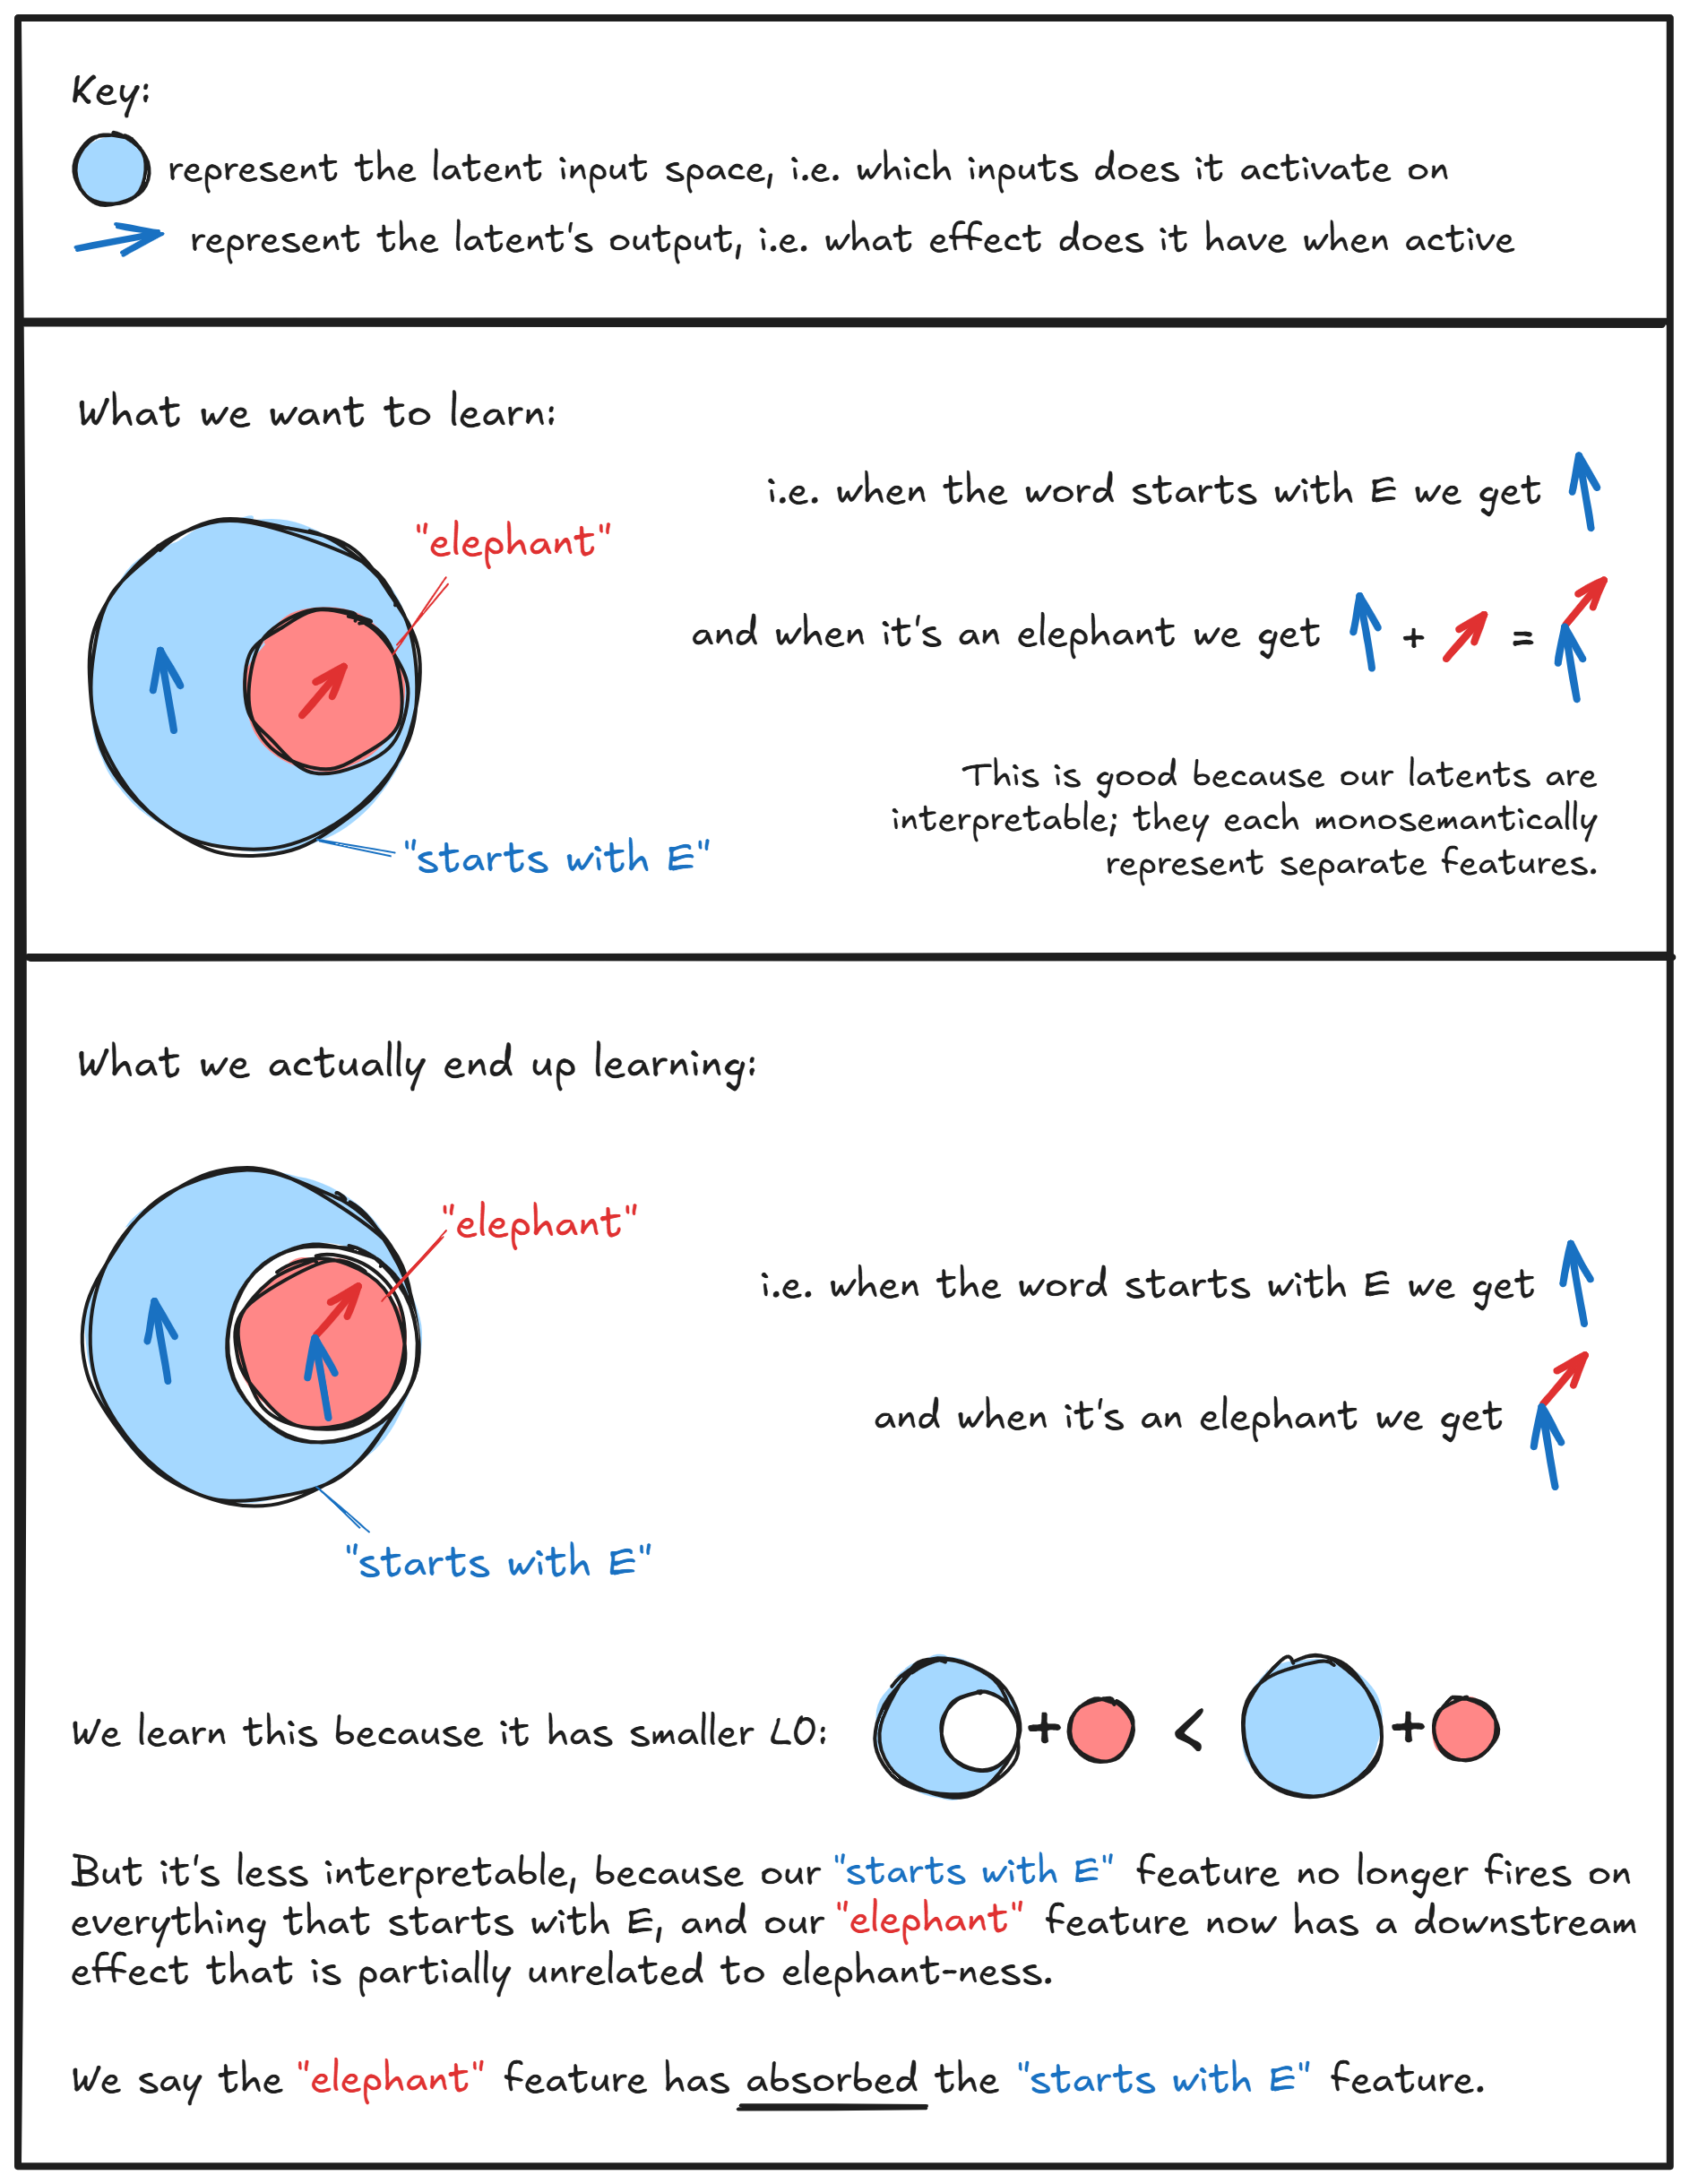 Key:
represent the latent input space, i.e. which inputs does it activate on
represent the latent's output, i.e. what effect does it have when active
What we want to learn:
i.e. when the word starts with E we get
"elephant"
and when it's an elephant we get + =
This is good because our latents are
interpretable; they each monosemantically
represent separate features.
"starts with E"
What we actually end up learning:
"elephant"
i.e. when the word starts with E we get
and when it's an elephant we get
"starts with E"
We learn this because it has smaller L0: + < +
But it's less interpretable, because our "starts with E" feature no longer fires on
everything that starts with E, and our "elephant" feature now has a downstream
effect that is partially unrelated to elephant-ness.
We say the "elephant" feature has absorbed the "starts with E" feature.